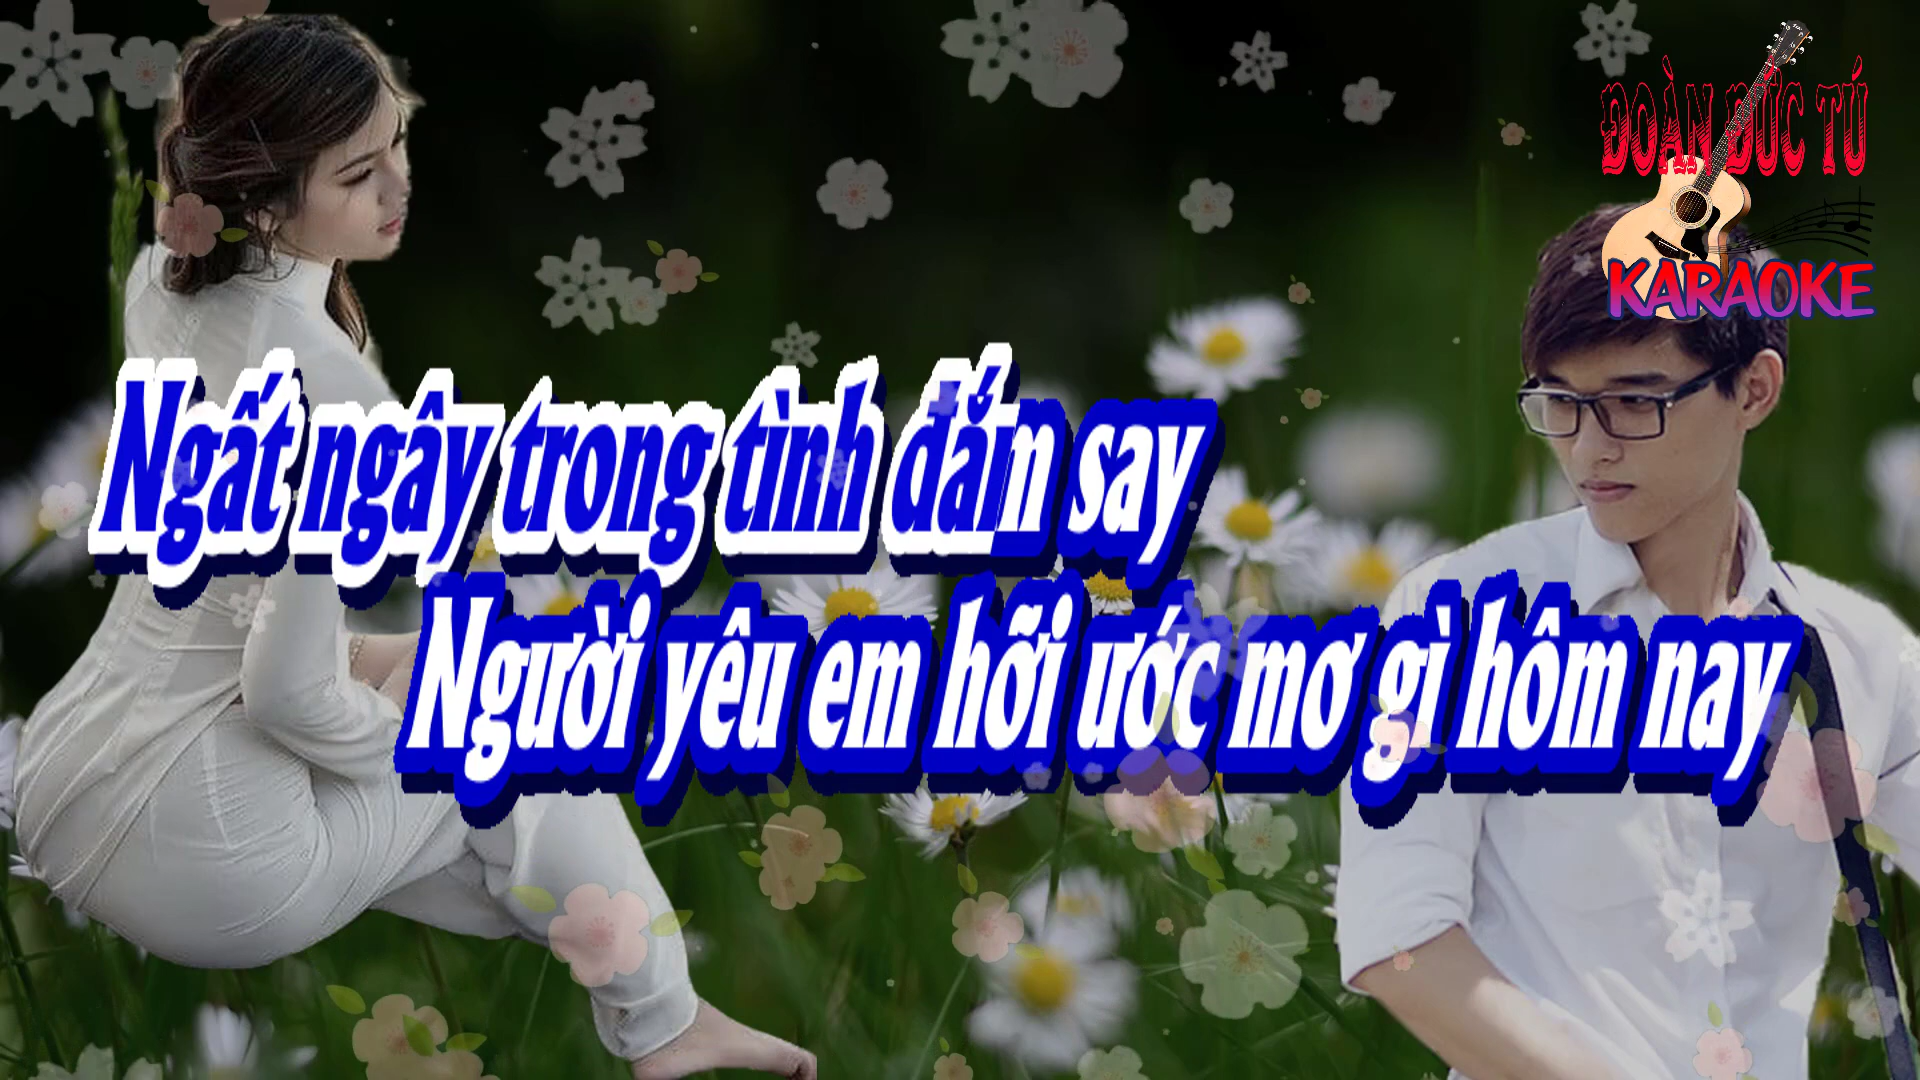 ĐOÀN ĐỨC TÚ
KARAOKE
Ngất ngây trong tình đắm say
Người yêu em hỡi ước mơ gì hôm nay